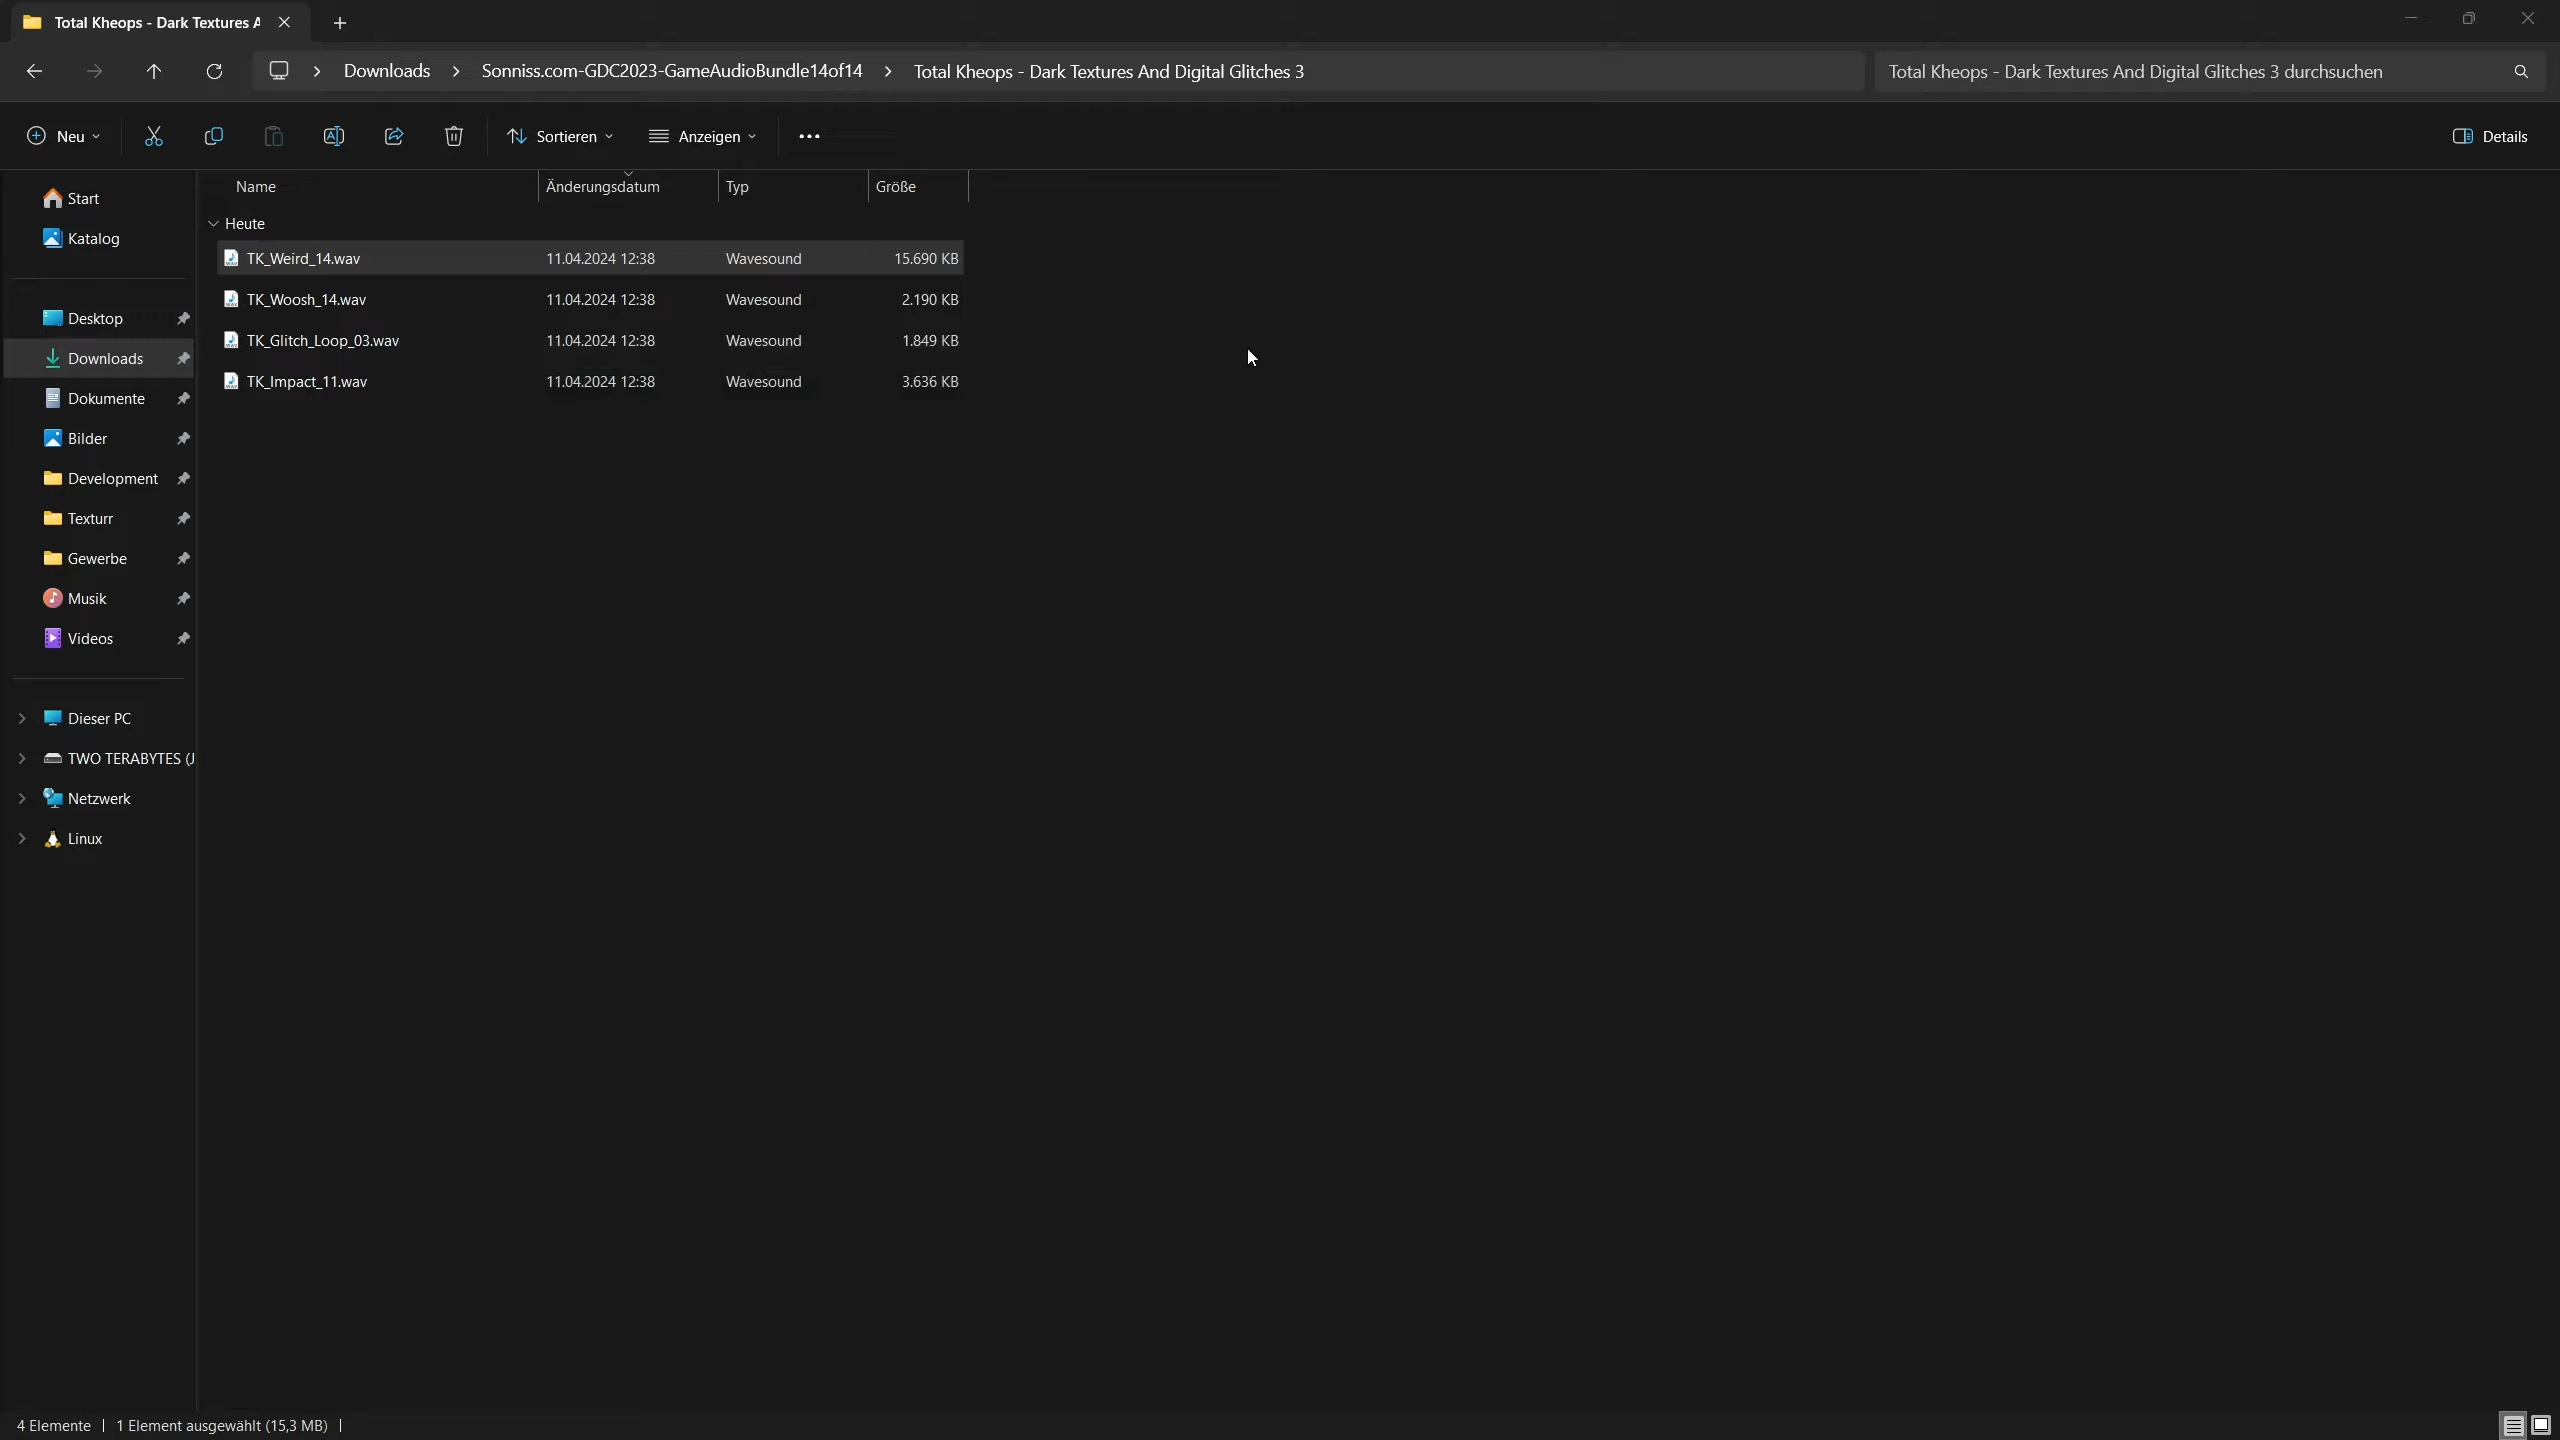 Total Kheops - Dark Textures A
Downloads Sonniss.com-GDC2023-GameAudioBundle14of14 Total Kheops - Dark Textures And Digital Glitches 3
Total Kheops - Dark Textures And Digital Glitches 3 durchsuchen
Neu Sortieren Anzeigen Details
Name Änderungsdatum Typ Größe
Heute
TK_Weird_14.wav 11.04.2024 12:38 Wavesound 15.690 KB
TK_Woosh_14.wav 11.04.2024 12:38 Wavesound 2.190 KB
TK_Glitch_Loop_03.wav 11.04.2024 12:38 Wavesound 1.849 KB
TK_Impact_11.wav 11.04.2024 12:38 Wavesound 3.636 KB
Start
Katalog
Desktop
Downloads
Dokumente
Bilder
Development
Texturr
Gewerbe
Musik
Videos
Dieser PC
TWO TERABYTES (J
Netzwerk
Linux
4 Elemente 1 Element ausgewählt (15,3 MB)